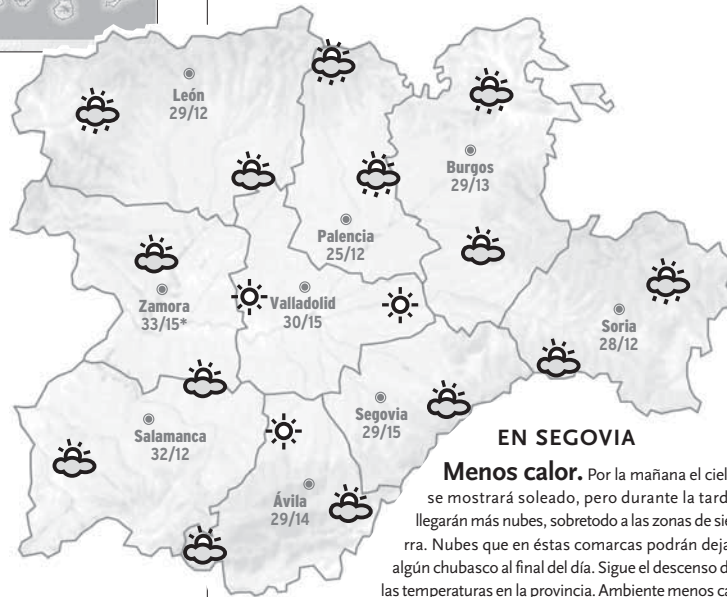 León
29/12
Burgos
29/13
Palencia
25/12
Zamora
33/15*
Valladolid
30/15
Soria
28/12
Segovia
29/15
Salamanca
32/12
Ávila
29/14
EN SEGOVIA
Menos calor. Por la mañana el ciel
se mostrará soleado, pero durante la tard
llegarán más nubes, sobretodo a las zonas de sie
rra. Nubes que en éstas comarcas podrán deja
algún chubasco al final del día. Sigue el descenso d
las temperaturas en la provincia. Ambiente menos ca